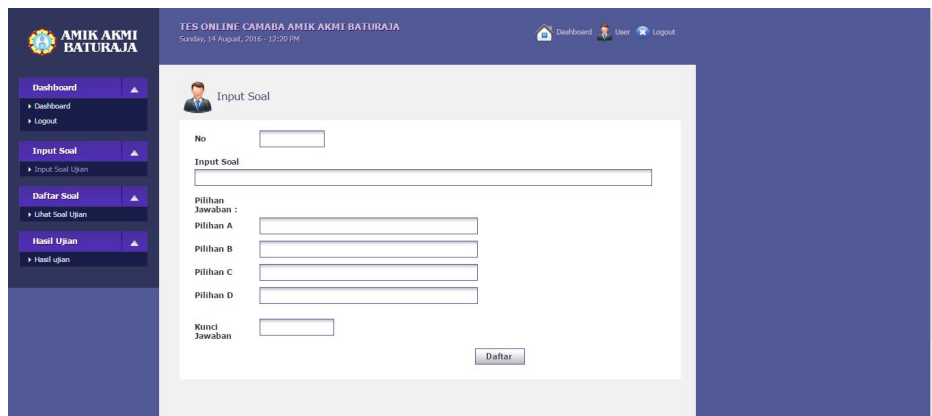 AMIK AKMI
BATURAJA
TES ONLINE CAMABA AMIK AKMI BATURAJA
Sunday, 14 August, 2016 - 12:20 PM
Dashboard User Logout
Dashboard
Dashboard
Logout
Input Soal
Input Soal Ujian
Daftar Soal
Lihat Soal Ujian
Hasil Ujian
Hasil ujian
Input Soal
No
Input Soal
Pilihan
Jawaban :
Pilihan A
Pilihan B
Pilihan C
Pilihan D
Kunci
Jawaban
Daftar